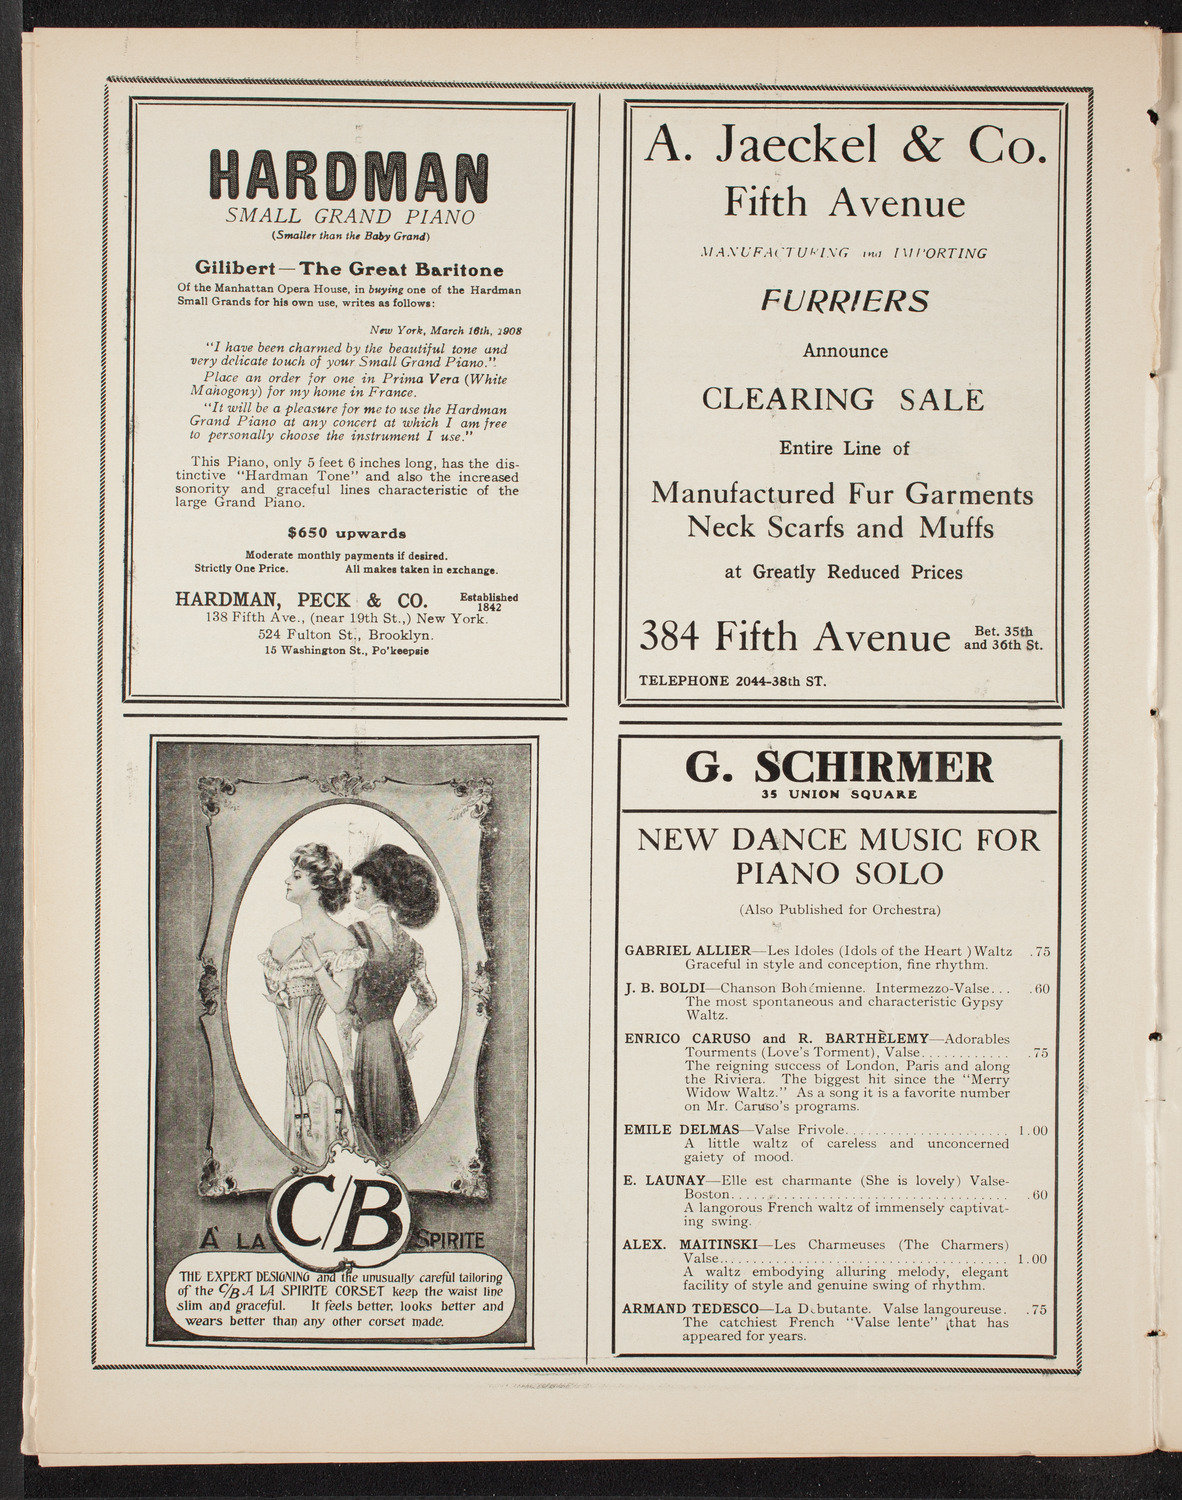 HARDMAN
SMALL GRAND PIANO
(Smaller than the Baby Grand)
Gilibert—The Great Baritone
Of the Manhattan Opera House, in buying one of the Hardman
Small Grands for his own use, writes as follows:
New York, March 16th, 1908
"I have been charmed by the beautiful tone and
very delicate touch of your Small Grand Piano."
Place an order for one in Prima Vera (White
Mahogony) for my home in France.
"It will be a pleasure for me to use the Hardman
Grand Piano at any concert at which I am free
to personally choose the instrument I use."
This Piano, only 5 feet 6 inches long, has the dis-
tinctive "Hardman Tone" and also the increased
sonority and graceful lines characteristic of the
large Grand Piano.
$650 upwards
Moderate monthly payments if desired.
Strictly One Price. All makes taken in exchange.
HARDMAN, PECK & CO. Established 1842
138 Fifth Ave., (near 19th St.,) New York.
524 Fulton St., Brooklyn.
15 Washington St., Po'keepsie
A. Jaeckel & Co.
Fifth Avenue
MANUFACTURING and IMPORTING
FURRIERS
Announce
CLEARING SALE
Entire Line of
Manufactured Fur Garments
Neck Scarfs and Muffs
at Greatly Reduced Prices
384 Fifth Avenue Bet. 35th and 36th St.
TELEPHONE 2044-38th ST.
C/B
A LA SPIRITE
THE EXPERT DESIGNING and the unusually careful tailoring
of the C/B A LA SPIRITE CORSET keep the waist line
slim and graceful. It feels better, looks better and
wears better than any other corset made.
G. SCHIRMER
35 UNION SQUARE
NEW DANCE MUSIC FOR
PIANO SOLO
(Also Published for Orchestra)
GABRIEL ALLIER—Les Idoles (Idols of the Heart) Waltz .75
Graceful in style and conception, fine rhythm.
J. B. BOLDI—Chanson Bohémienne. Intermezzo-Valse... .60
The most spontaneous and characteristic Gypsy
Waltz.
ENRICO CARUSO and R. BARTHÈLEMY—Adorables
Tourments (Love's Torment), Valse............ .75
The reigning success of London, Paris and along
the Riviera. The biggest hit since the "Merry
Widow Waltz." As a song it is a favorite number
on Mr. Caruso's programs.
EMILE DELMAS—Valse Frivole...................... 1.00
A little waltz of careless and unconcerned
gaiety of mood.
E. LAUNAY—Elle est charmante (She is lovely) Valse-
Boston..................................... .60
A langorous French waltz of immensely captivat-
ing swing.
ALEX. MAITINSKI—Les Charmeuses (The Charmers)
Valse...................................... 1.00
A waltz embodying alluring melody, elegant
facility of style and genuine swing of rhythm.
ARMAND TEDESCO—La Débutante. Valse langoureuse. .75
The catchiest French "Valse lente" that has
appeared for years.